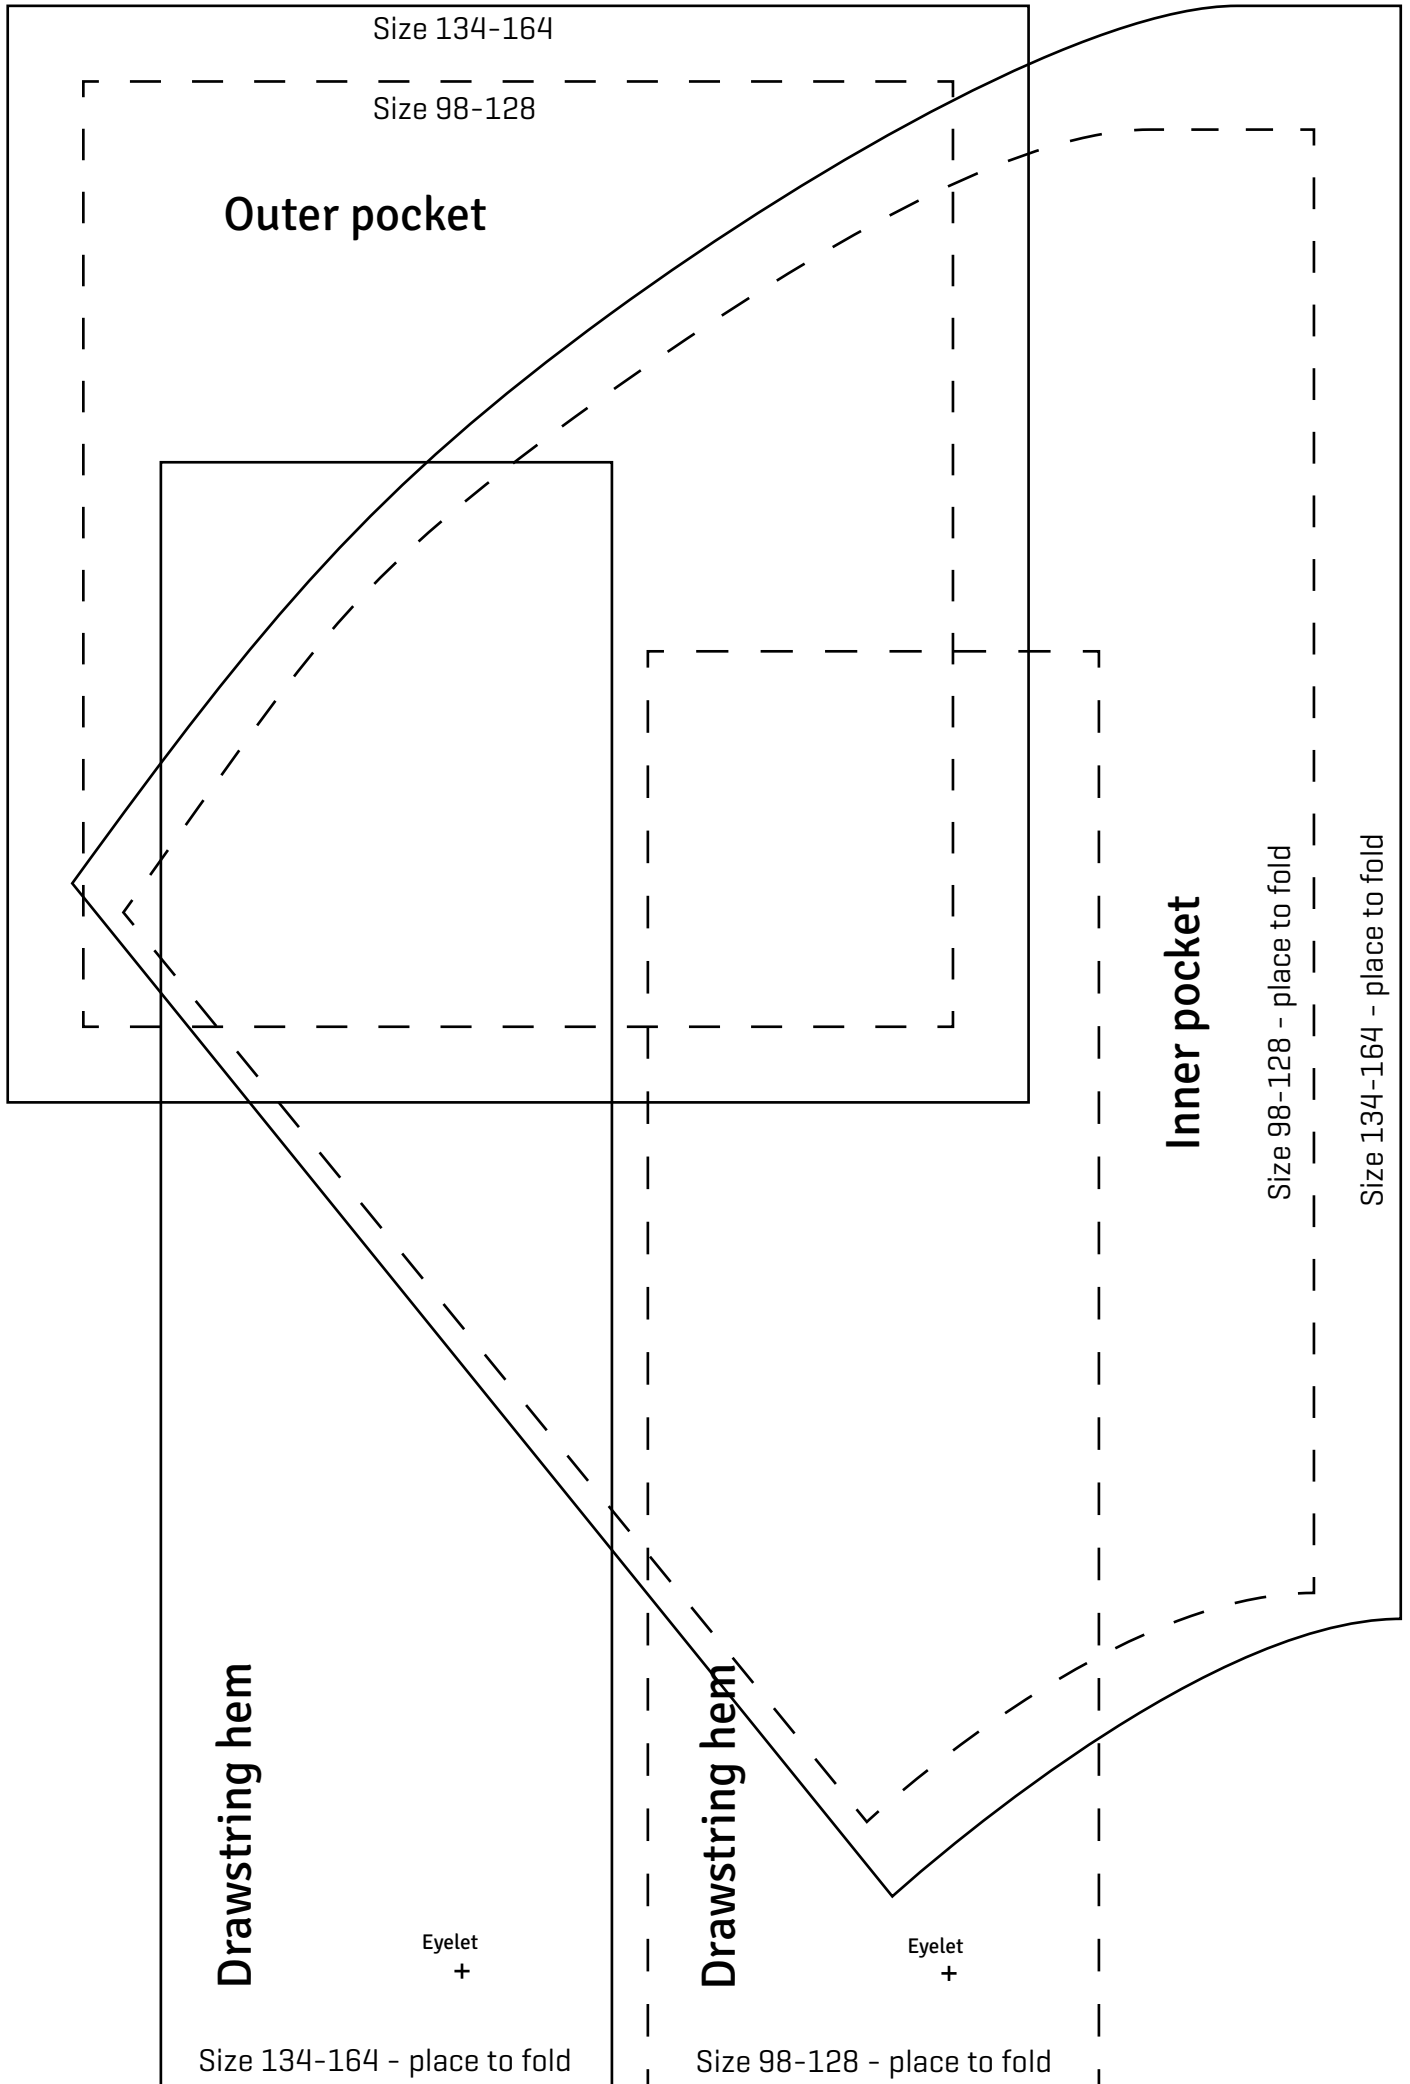 Size 134-164
Size 98-128
Outer pocket
Inner pocket
Size 98-128 - place to fold
Size 134-164 - place to fold
Drawstring hem
Eyelet
+
Size 134-164 - place to fold
Drawstring hem
Eyelet
+
Size 98-128 - place to fold